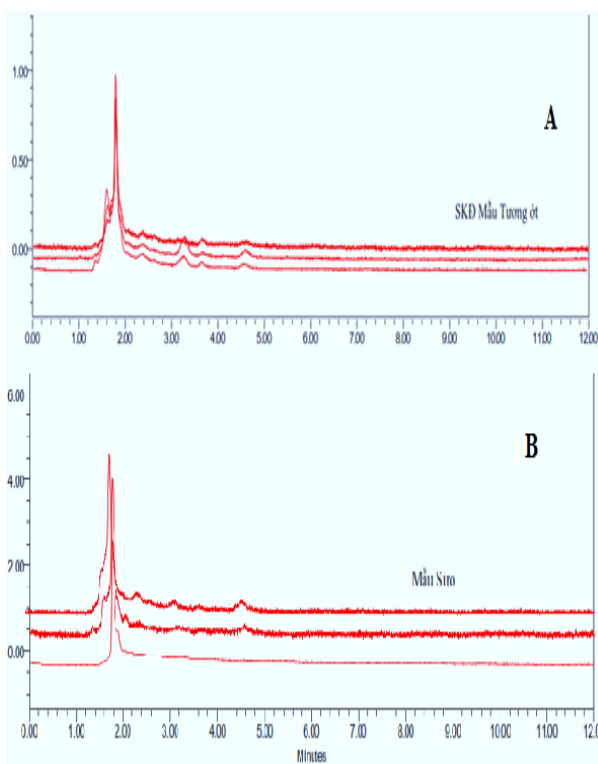 1.00
A
0.50
SKĐ Mẫu Tương ớt
0.00
0.00 1.00 2.00 3.00 4.00 5.00 6.00 7.00 8.00 9.00 10.00 11.00 12.00
6.00
B
4.00
Mẫu Siro
2.00
0.00
0.00 1.00 2.00 3.00 4.00 5.00 6.00 7.00 8.00 9.00 10.00 11.00 12.0
Minutes